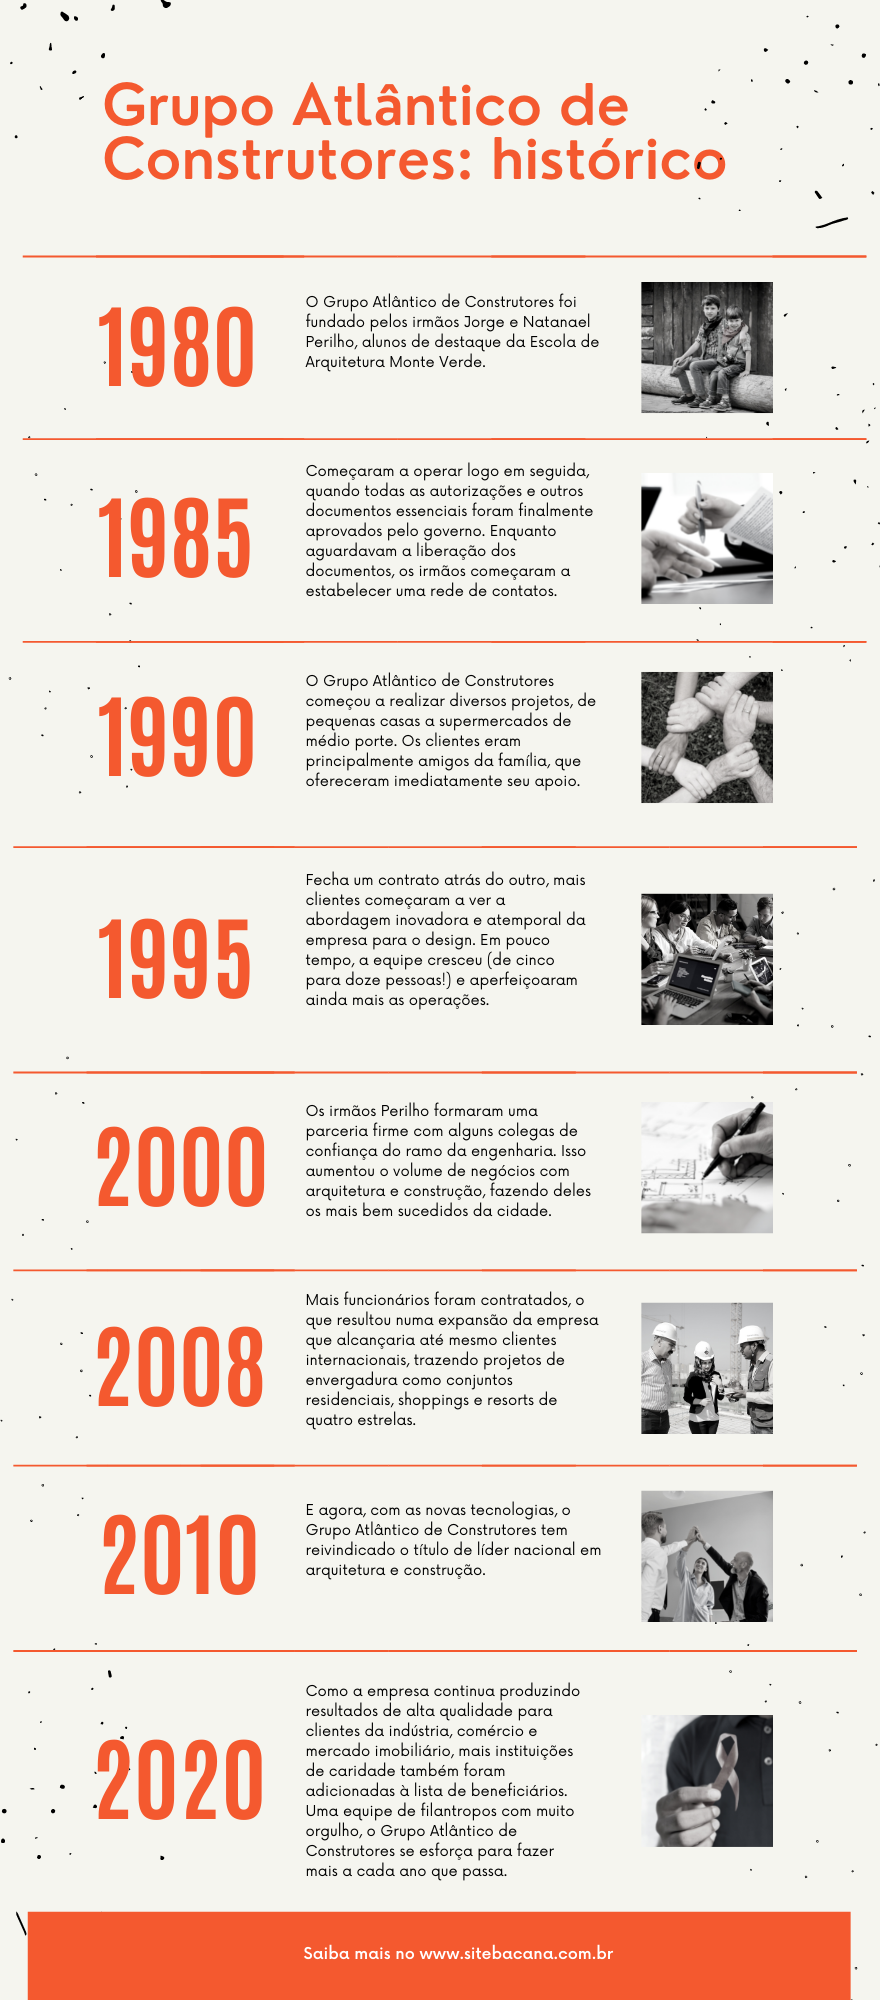 Grupo Atlântico de
Construtores: histórico
1980
O Grupo Atlântico de Construtores foi
fundado pelos irmãos Jorge e Natanael
Perilho, alunos de destaque da Escola de
Arquitetura Monte Verde.
1985
Começaram a operar logo em seguida,
quando todas as autorizações e outros
documentos essenciais foram finalmente
aprovados pelo governo. Enquanto
aguardavam a liberação dos
documentos, os irmãos começaram a
estabelecer uma rede de contatos.
1990
O Grupo Atlântico de Construtores
começou a realizar diversos projetos, de
pequenas casas a supermercados de
médio porte. Os clientes eram
principalmente amigos da família, que
ofereceram imediatamente seu apoio.
1995
Fecha um contrato atrás do outro, mais
clientes começaram a ver a
abordagem inovadora e atemporal da
empresa para o design. Em pouco
tempo, a equipe cresceu (de cinco
para doze pessoas!) e aperfeiçoaram
ainda mais as operações.
2000
Os irmãos Perilho formaram uma
parceria firme com alguns colegas de
confiança do ramo da engenharia. Isso
aumentou o volume de negócios com
arquitetura e construção, fazendo deles
os mais bem sucedidos da cidade.
2008
Mais funcionários foram contratados, o
que resultou numa expansão da empresa
que alcançaria até mesmo clientes
internacionais, trazendo projetos de
envergadura como conjuntos
residenciais, shoppings e resorts de
quatro estrelas.
2010
E agora, com as novas tecnologias, o
Grupo Atlântico de Construtores tem
reivindicado o título de líder nacional em
arquitetura e construção.
2020
Como a empresa continua produzindo
resultados de alta qualidade para
clientes da indústria, comércio e
mercado imobiliário, mais instituições
de caridade também foram
adicionadas à lista de beneficiários.
Uma equipe de filantropos com muito
orgulho, o Grupo Atlântico de
Construtores se esforça para fazer
mais a cada ano que passa.
Saiba mais no www.sitebacana.com.br